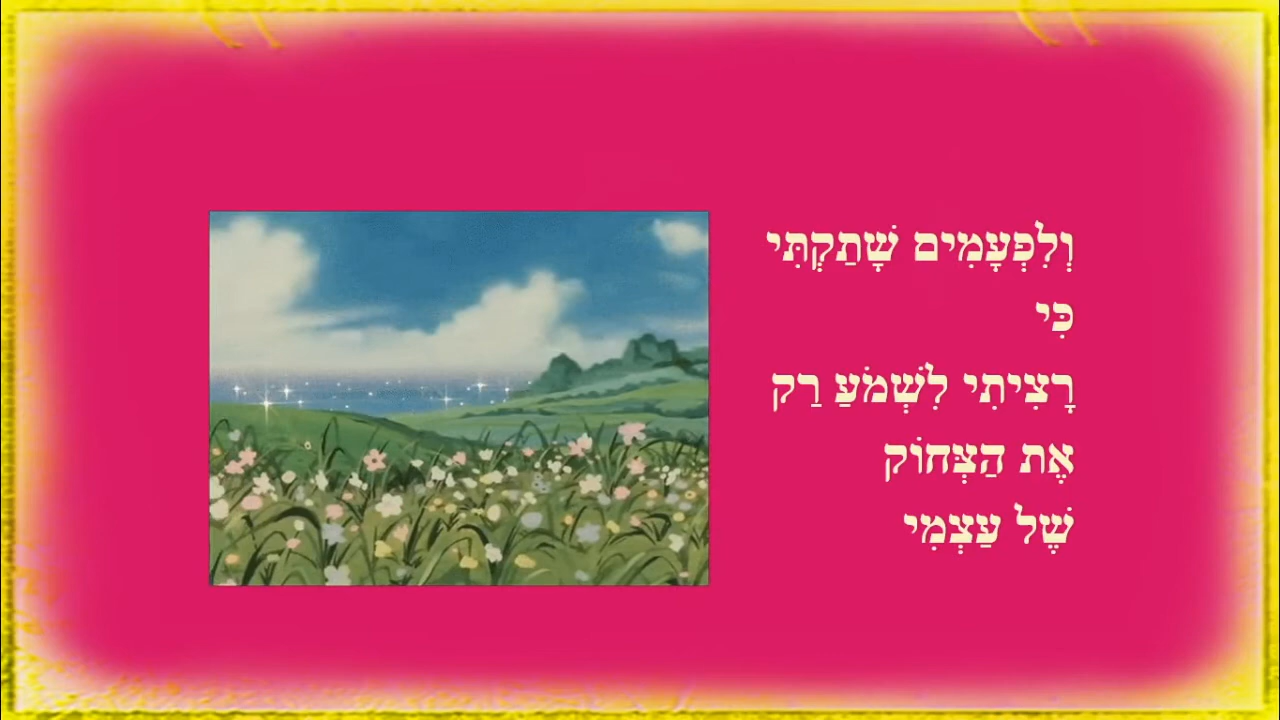 וְלִפְעָמִים שָׁתַקְתִּי
כִּי
רָצִיתִי לִשְׁמֹעַ רַק
אֶת הַצְּחוֹק
שֶׁל עַצְמִי